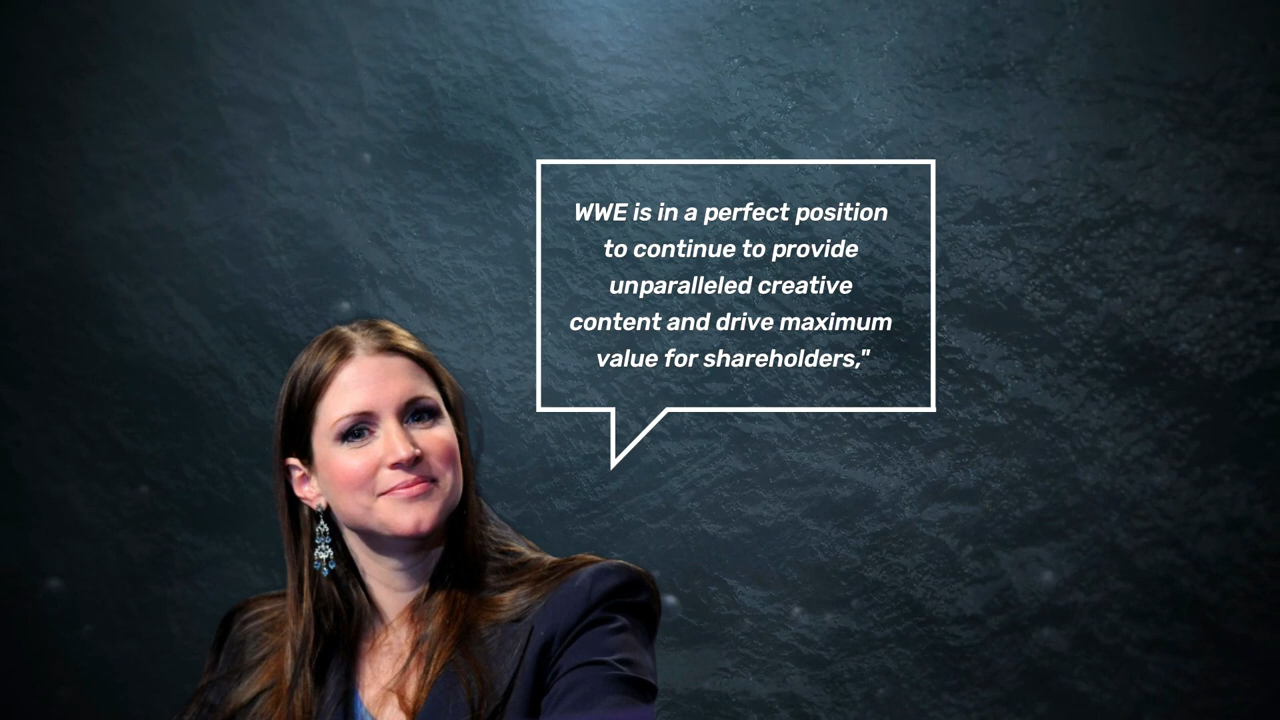 WWE is in a perfect position
to continue to provide
unparalleled creative
content and drive maximum
value for shareholders,"